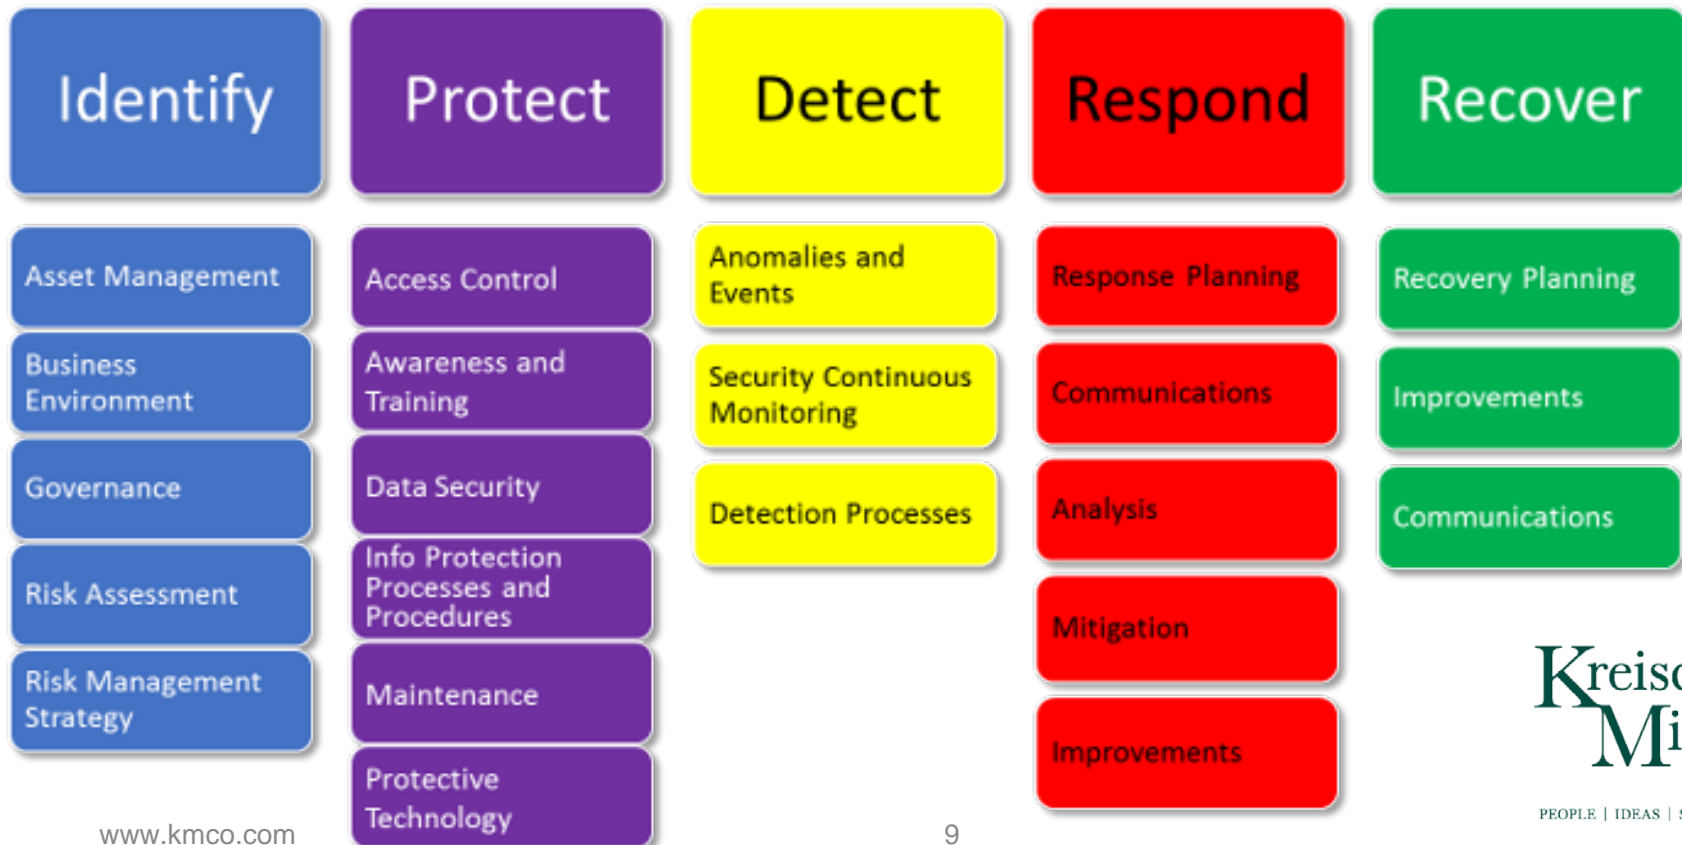 Identify
Protect
Detect
Respond
Recover
Asset Management
Business
Environment
Governance
Risk Assessment
Risk Management
Strategy
Access Control
Awareness and
Training
Data Security
Info Protection
Processes and
Procedures
Maintenance
Protective
Technology
Anomalies and
Events
Security Continuous
Monitoring
Detection Processes
Response Planning
Communications
Analysis
Mitigation
Improvements
Recovery Planning
Improvements
Communications
PEOPLE | IDEAS |
www.kmco.com
9